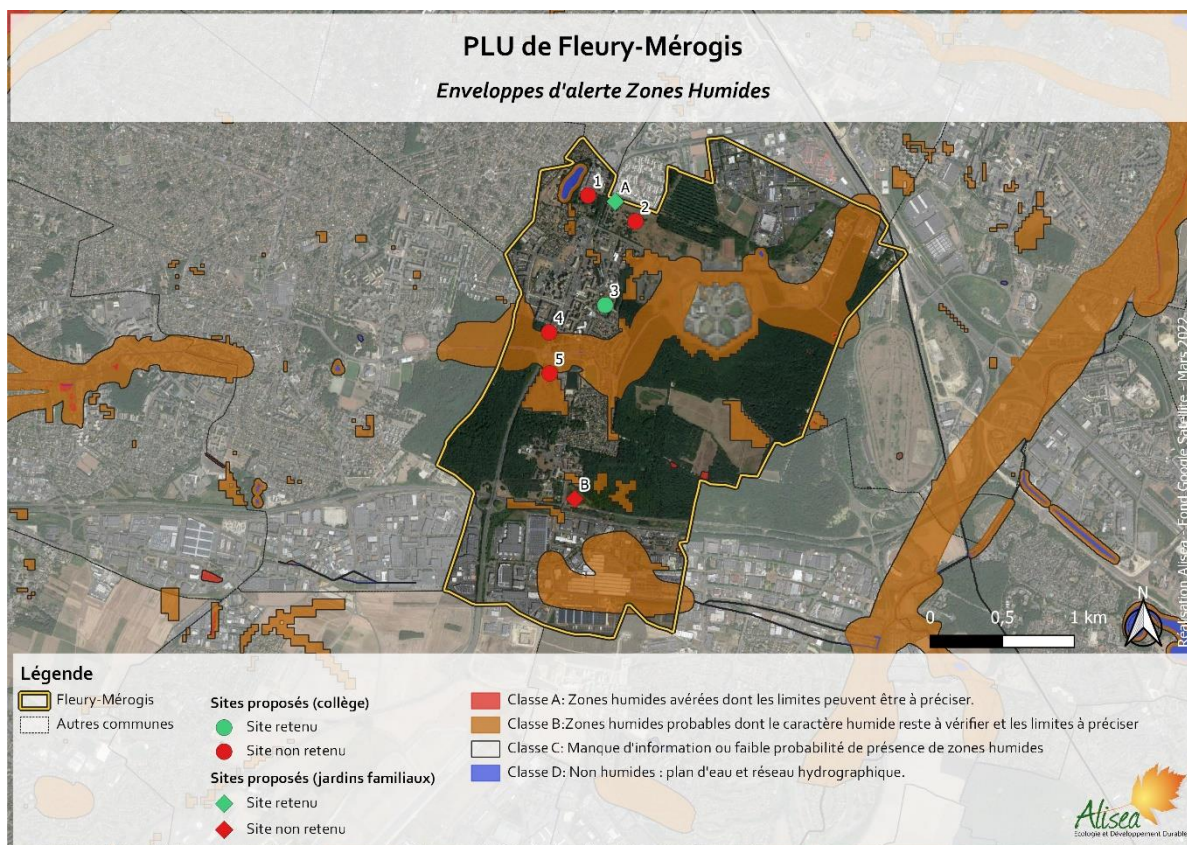 PLU de Fleury-Mérogis
Enveloppes d'alerte Zones Humides
1
A
2
3
4
5
B
Réalisation Alisea - Fond Google Satellite - Mars 2022
N
0 0,5 1 km
Légende
Fleury-Mérogis
Autres communes
Sites proposés (collège)
Site retenu
Site non retenu
Sites proposés (jardins familiaux)
Site retenu
Site non retenu
Classe A: Zones humides avérées dont les limites peuvent être à préciser.
Classe B:Zones humides probables dont le caractère humide reste à vérifier et les limites à préciser
Classe C: Manque d'information ou faible probabilité de présence de zones humides
Classe D: Non humides : plan d'eau et réseau hydrographique.
Alisea
Ecologie et Développement Durable